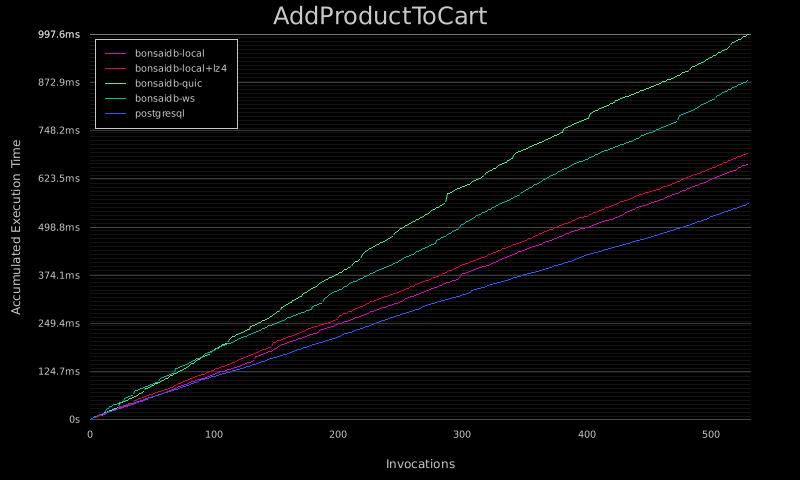 AddProductToCart
997.6ms
872.9ms
748.2ms
623.5ms
498.8ms
374.1ms
249.4ms
124.7ms
0s
Accumulated Execution Time
bonsaidb-local
bonsaidb-local+lz4
bonsaidb-quic
bonsaidb-ws
postgresql
0 100 200 300 400 500
Invocations